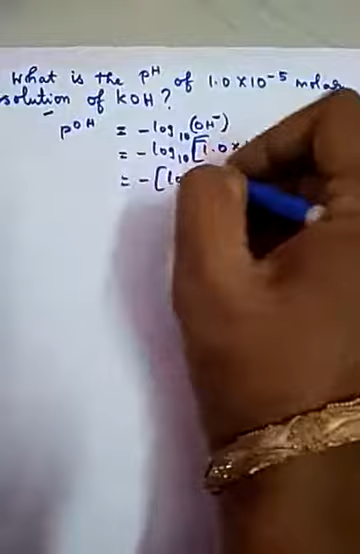 What is the pH of 1.0 x 10-5 molar
solution of KOH?
pOH = -log10(OH-)
= -log10[1.0 x
= -[lo